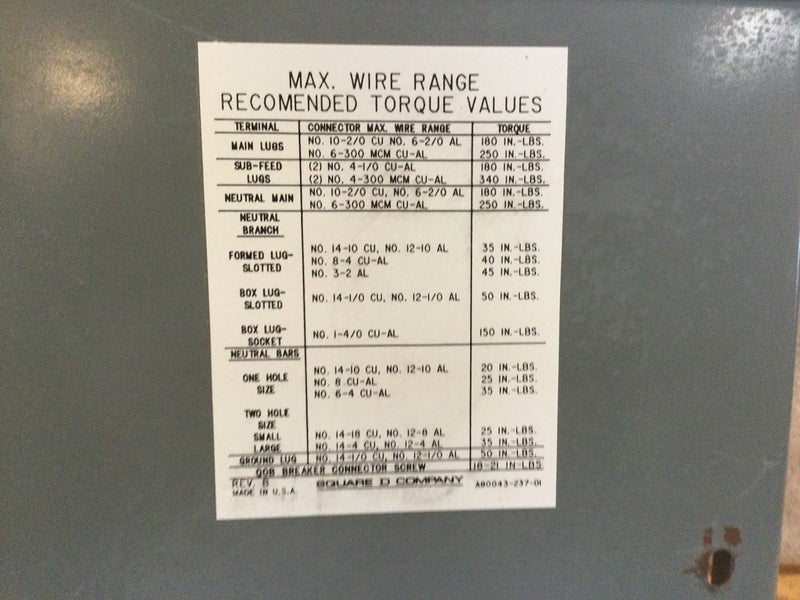 MAX. WIRE RANGE
RECOMENDED TORQUE VALUES
TERMINAL CONNECTOR MAX. WIRE RANGE TORQUE
MAIN LUGS NO. 10-2/0 CU NO. 6-2/0 AL 180 IN.-LBS.
NO. 6-300 MCM CU-AL 250 IN.-LBS.
SUB-FEED (2) NO. 4-1/0 CU-AL 180 IN.-LBS.
LUGS (2) NO. 4-300 MCM CU-AL 340 IN.-LBS.
NEUTRAL MAIN NO. 10-2/0 CU, NO. 6-2/0 AL 180 IN.-LBS.
NO. 6-300 MCM CU-AL 250 IN.-LBS.
NEUTRAL
BRANCH
FORMED LUG- NO. 14-10 CU, NO. 12-10 AL 35 IN.-LBS.
SLOTTED NO. 8-4 CU-AL 40 IN.-LBS.
NO. 3-2 AL 45 IN.-LBS.
BOX LUG- NO. 14-1/0 CU, NO. 12-1/0 AL 50 IN.-LBS.
SLOTTED
BOX LUG- NO. 1-4/0 CU-AL 150 IN.-LBS.
SOCKET
NEUTRAL BARS
NO. 14-10 CU, NO. 12-10 AL 20 IN.-LBS.
ONE HOLE NO. 8 CU-AL 25 IN.-LBS.
SIZE NO. 6-4 CU-AL 35 IN.-LBS.
TWO HOLE
SIZE
SMALL NO. 14-18 CU, NO. 12-8 AL 25 IN.-LBS.
LARGE NO. 14-4 CU, NO. 12-4 AL 35 IN.-LBS.
GROUND LUG NO. 14-1/0 CU, NO. 12-1/0 AL 50 IN.-LBS.
QOB BREAKER CONNECTOR SCREW 18-21 IN-LBS
REV. B SQUARE D COMPANY A80043-237-01
MADE IN U.S.A.